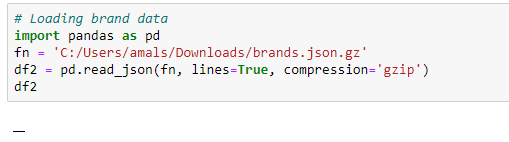 # Loading brand data
import pandas as pd
fn = 'C:/Users/amals/Downloads/brands.json.gz'
df2 = pd.read_json(fn, lines=True, compression='gzip')
df2